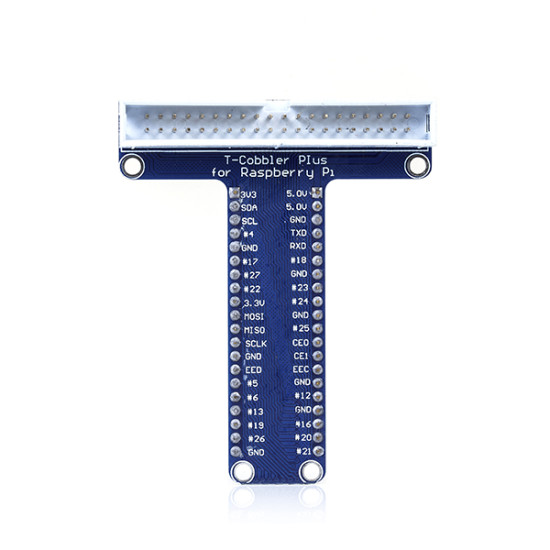 T-Cobbler Plus
for Raspberry Pi
3V3 5.0V
SDA 5.0V
SCL GND
#4 TXD
GND RXD
#17 #18
#27 GND
#22 #23
3.3V #24
MOSI GND
MISO #25
SCLK CE0
GND CE1
EED EEC
#5 GND
#6 #12
#13 GND
#19 #16
#26 #20
GND #21